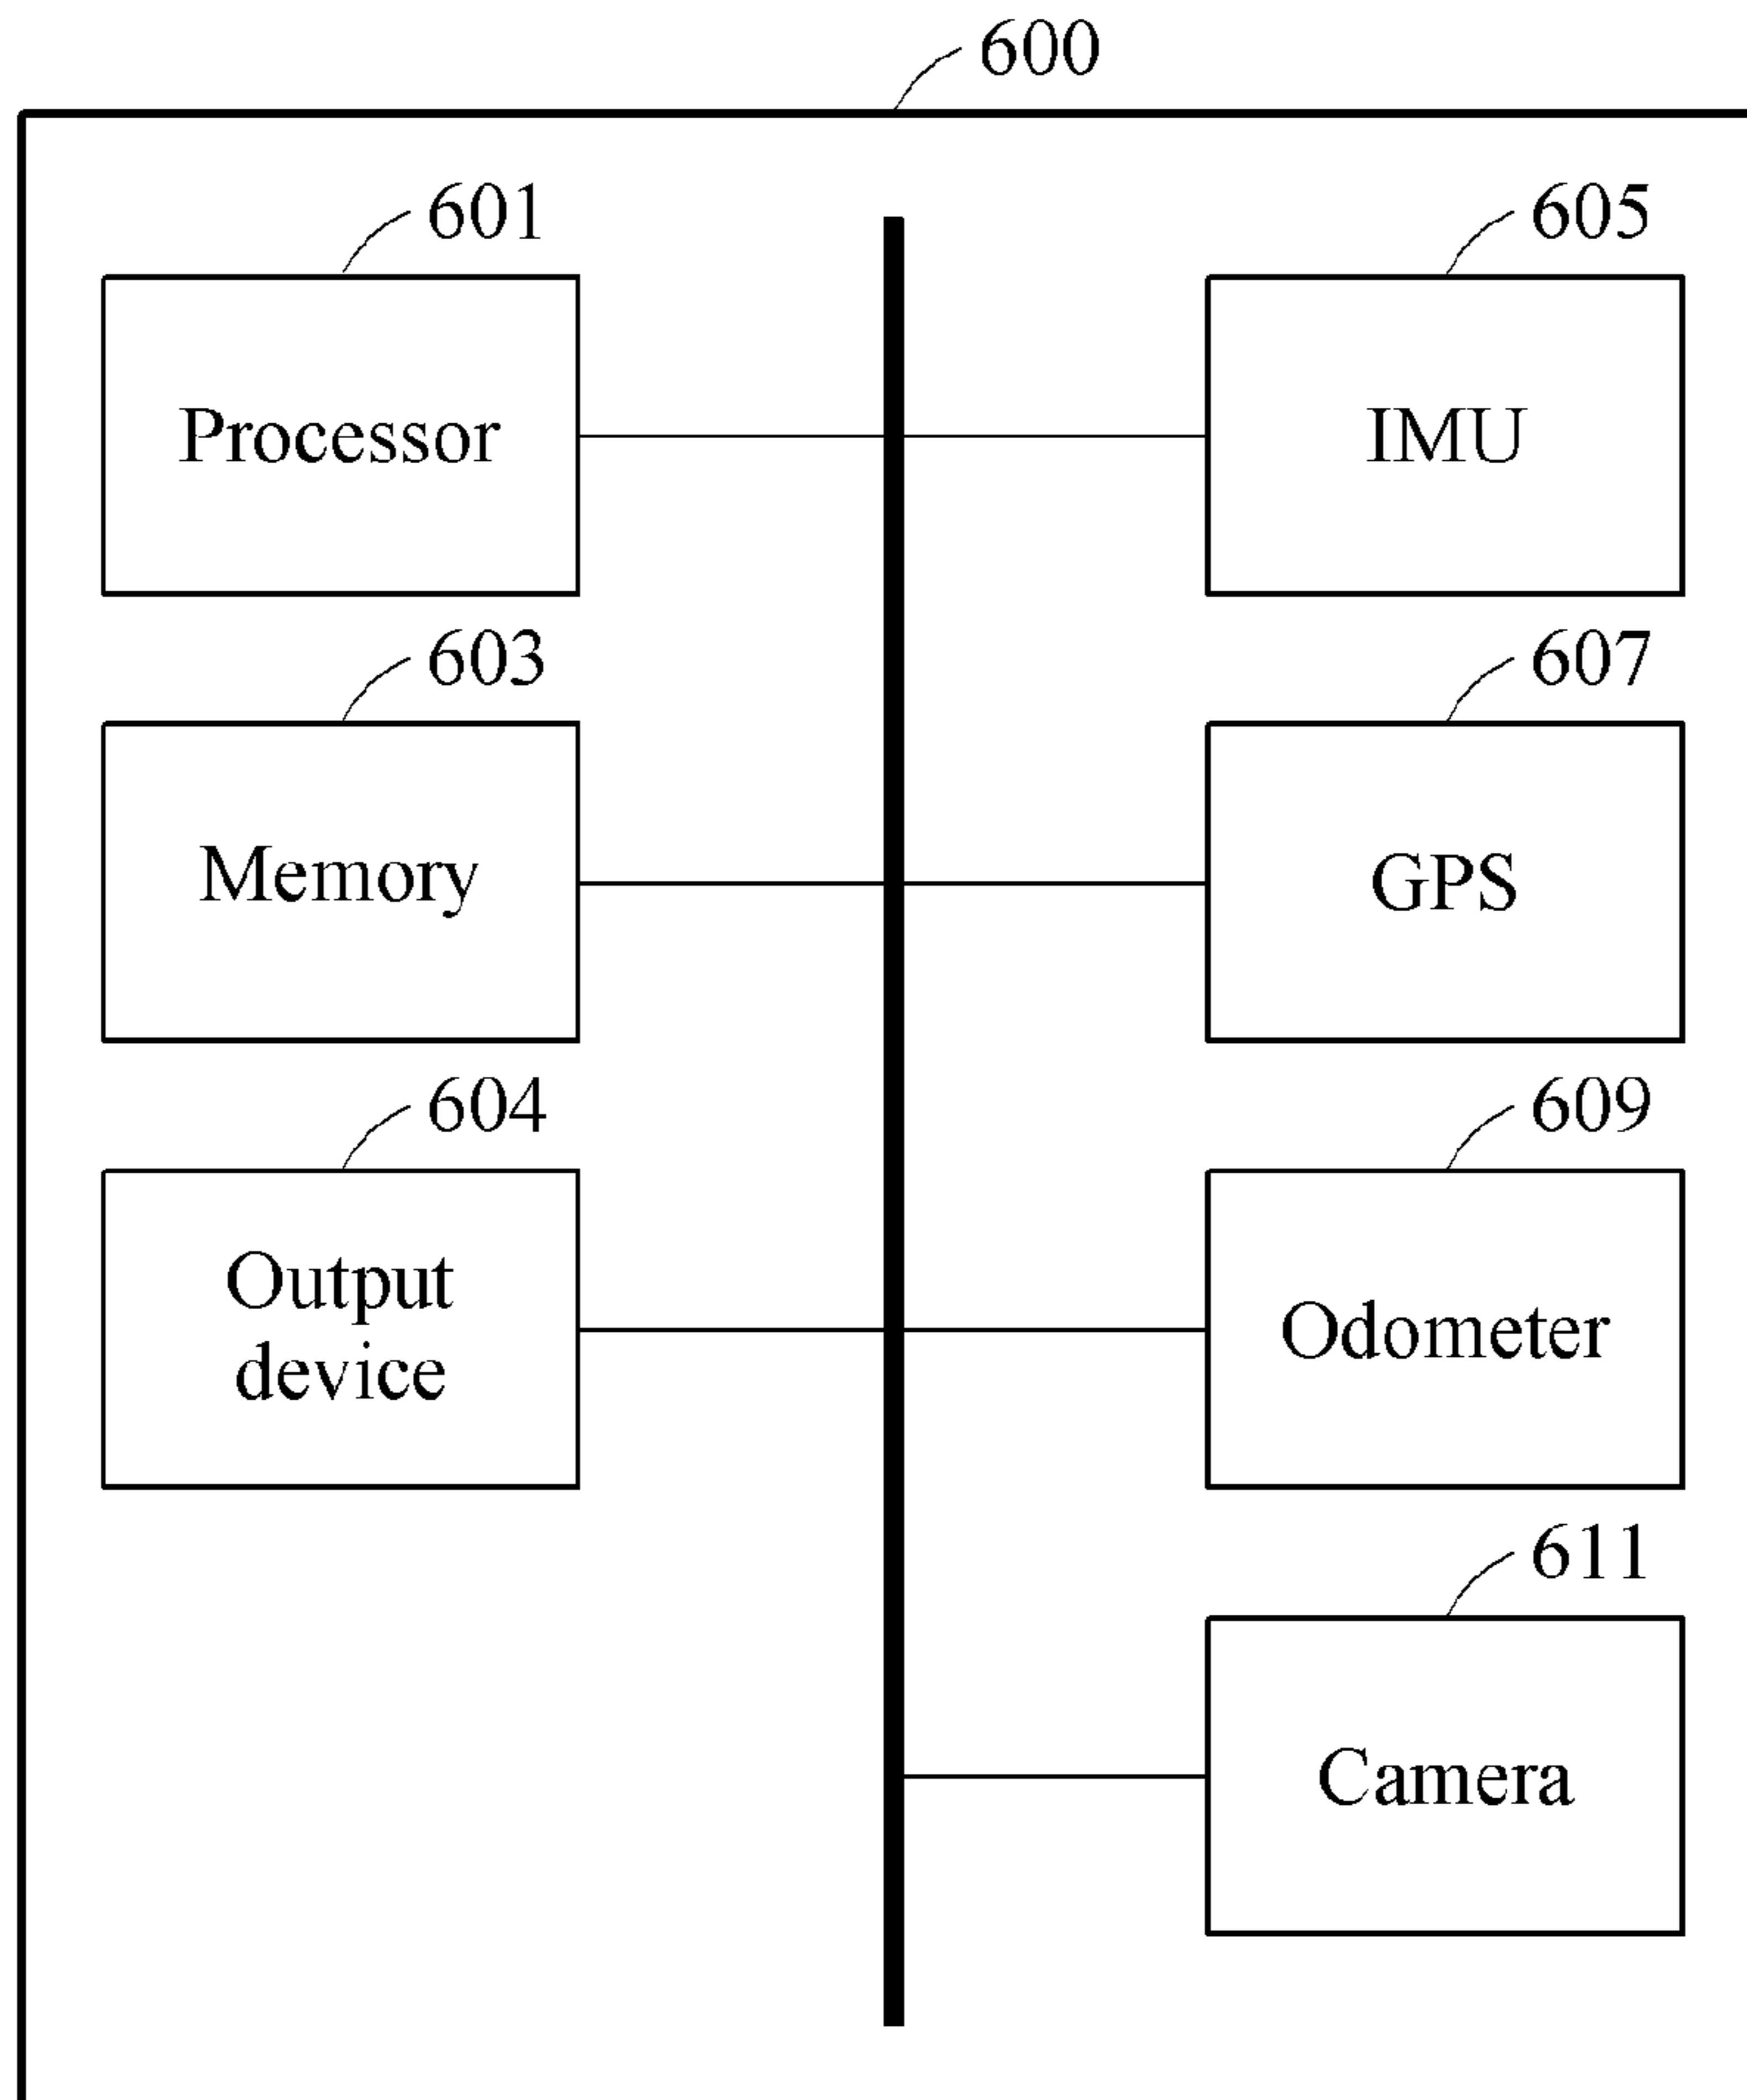 600
601
Processor
603
Memory
604
Output
device
605
IMU
607
GPS
609
Odometer
611
Camera